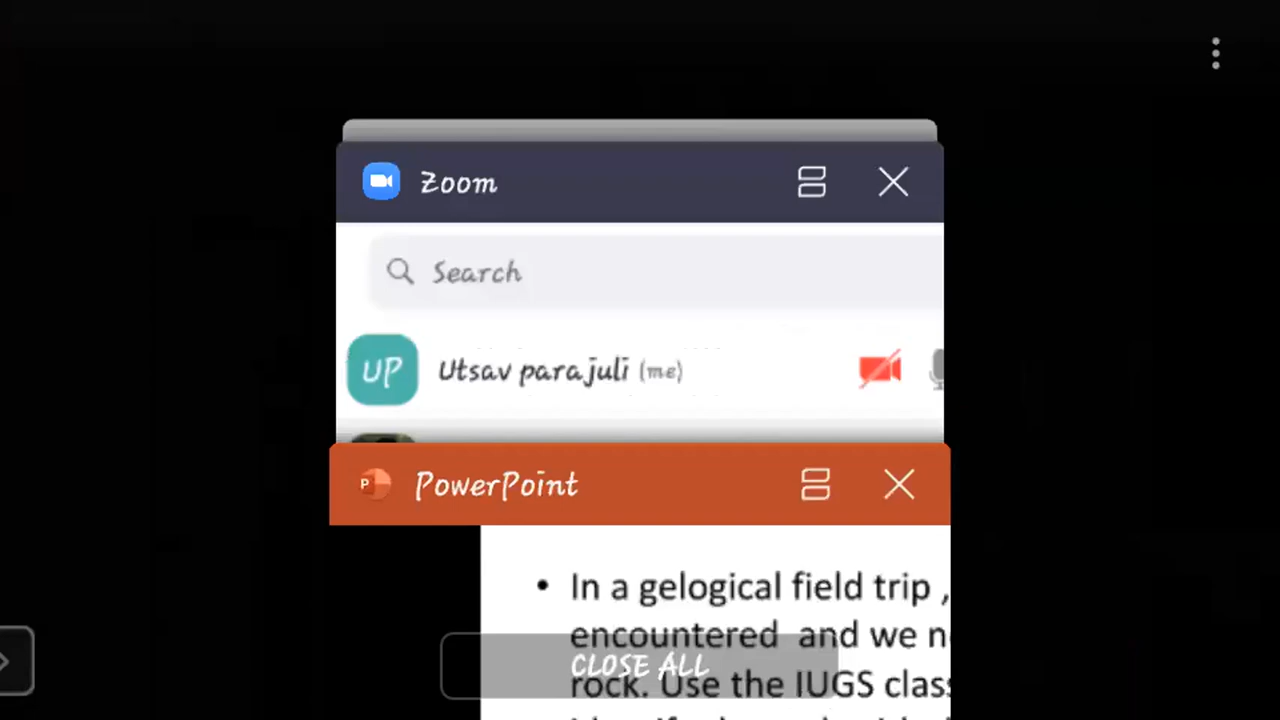 Zoom
Search
UP
Utsav parajuli (me)
P
PowerPoint
• In a gelogical field trip ,
encountered and we
rock. Use the IUGS
CLOSE ALL